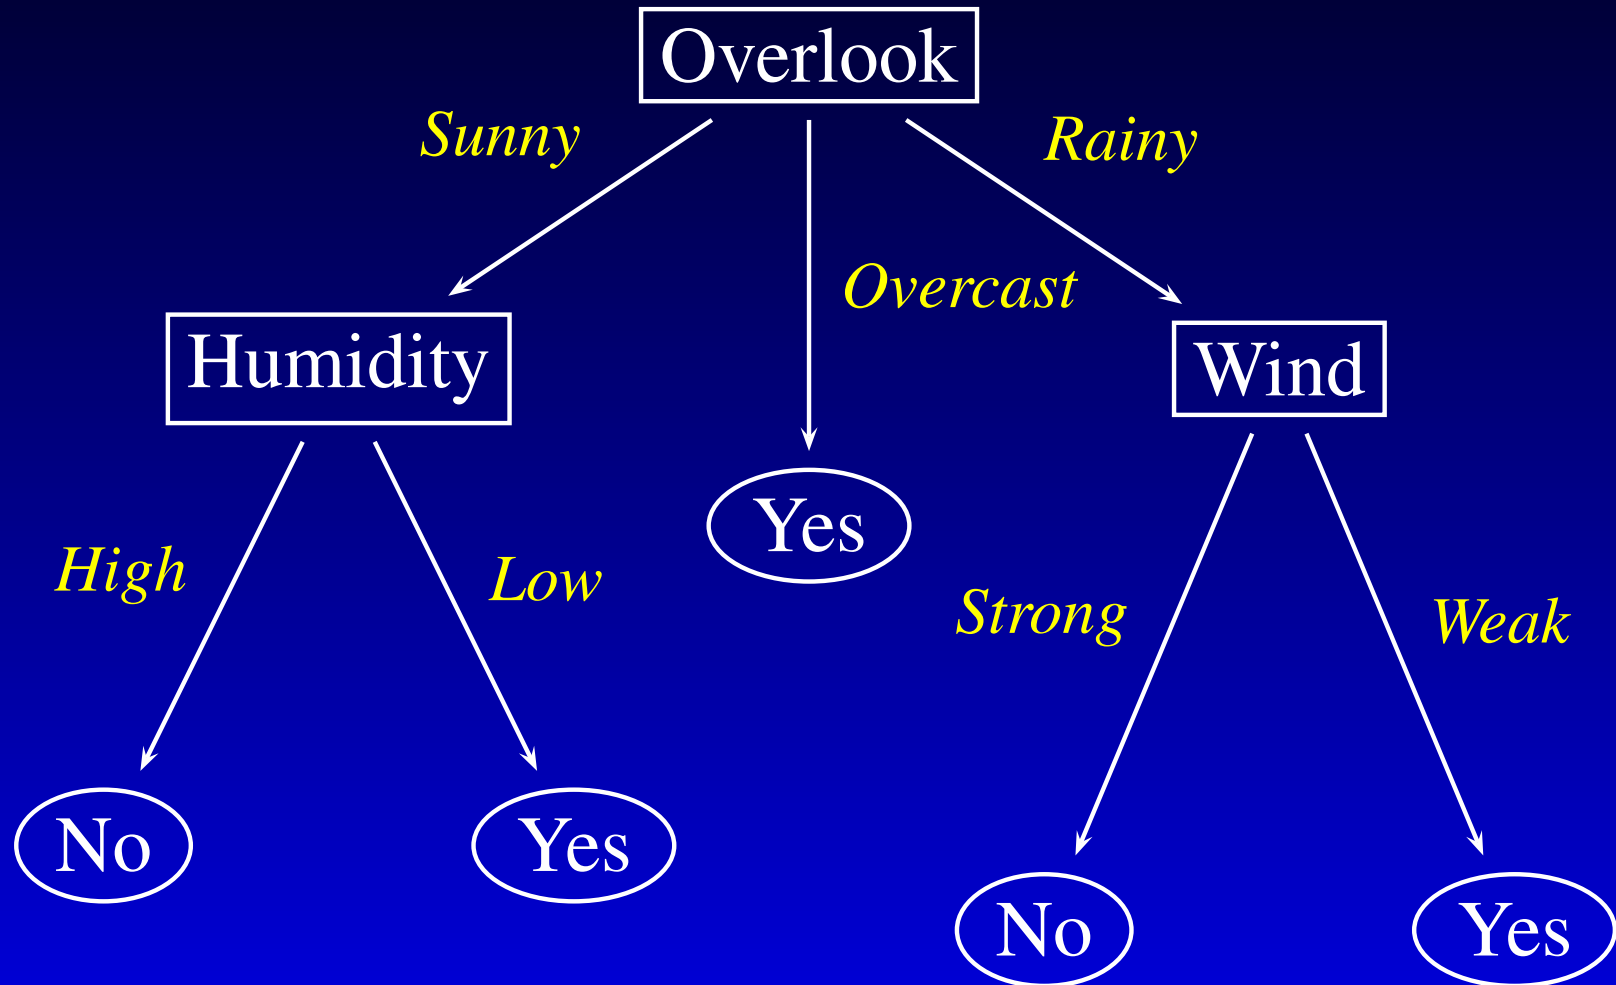 Overlook
Sunny
Rainy
Overcast
Humidity
Wind
Yes
High
Low
Strong
Weak
No
Yes
No
Yes